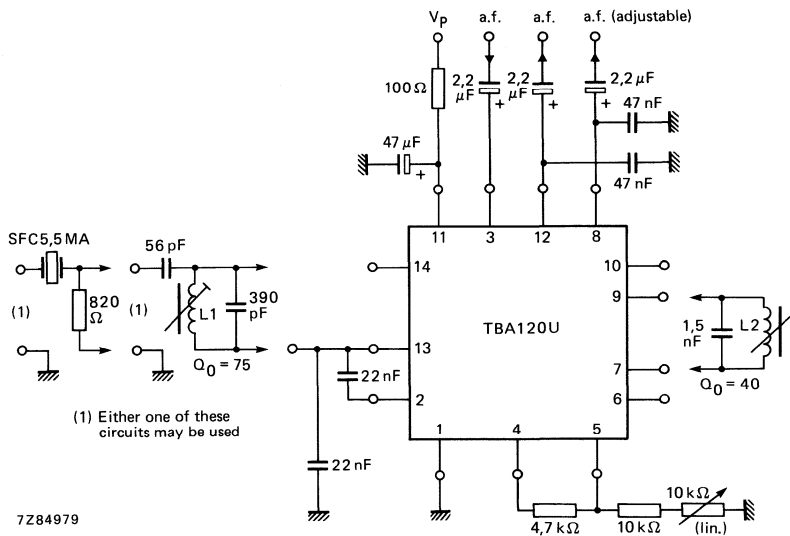 Vp a.f. a.f. a.f. (adjustable)
100Ω 2,2 μF 2,2 μF 2,2 μF
+ + +
47 nF
47 μF
+
47 nF
11 3 12 8
SFC5,5MA
56 pF
14
10
9
(1)
820 Ω
(1)
L1
390 pF
TBA120U
1,5 nF
L2
13
7
Q0 = 75
22 nF
Q0 = 40
2
6
(1) Either one of these
circuits may be used
1 4 5
22 nF
10 kΩ
4,7 kΩ 10 kΩ (lin.)
7Z84979